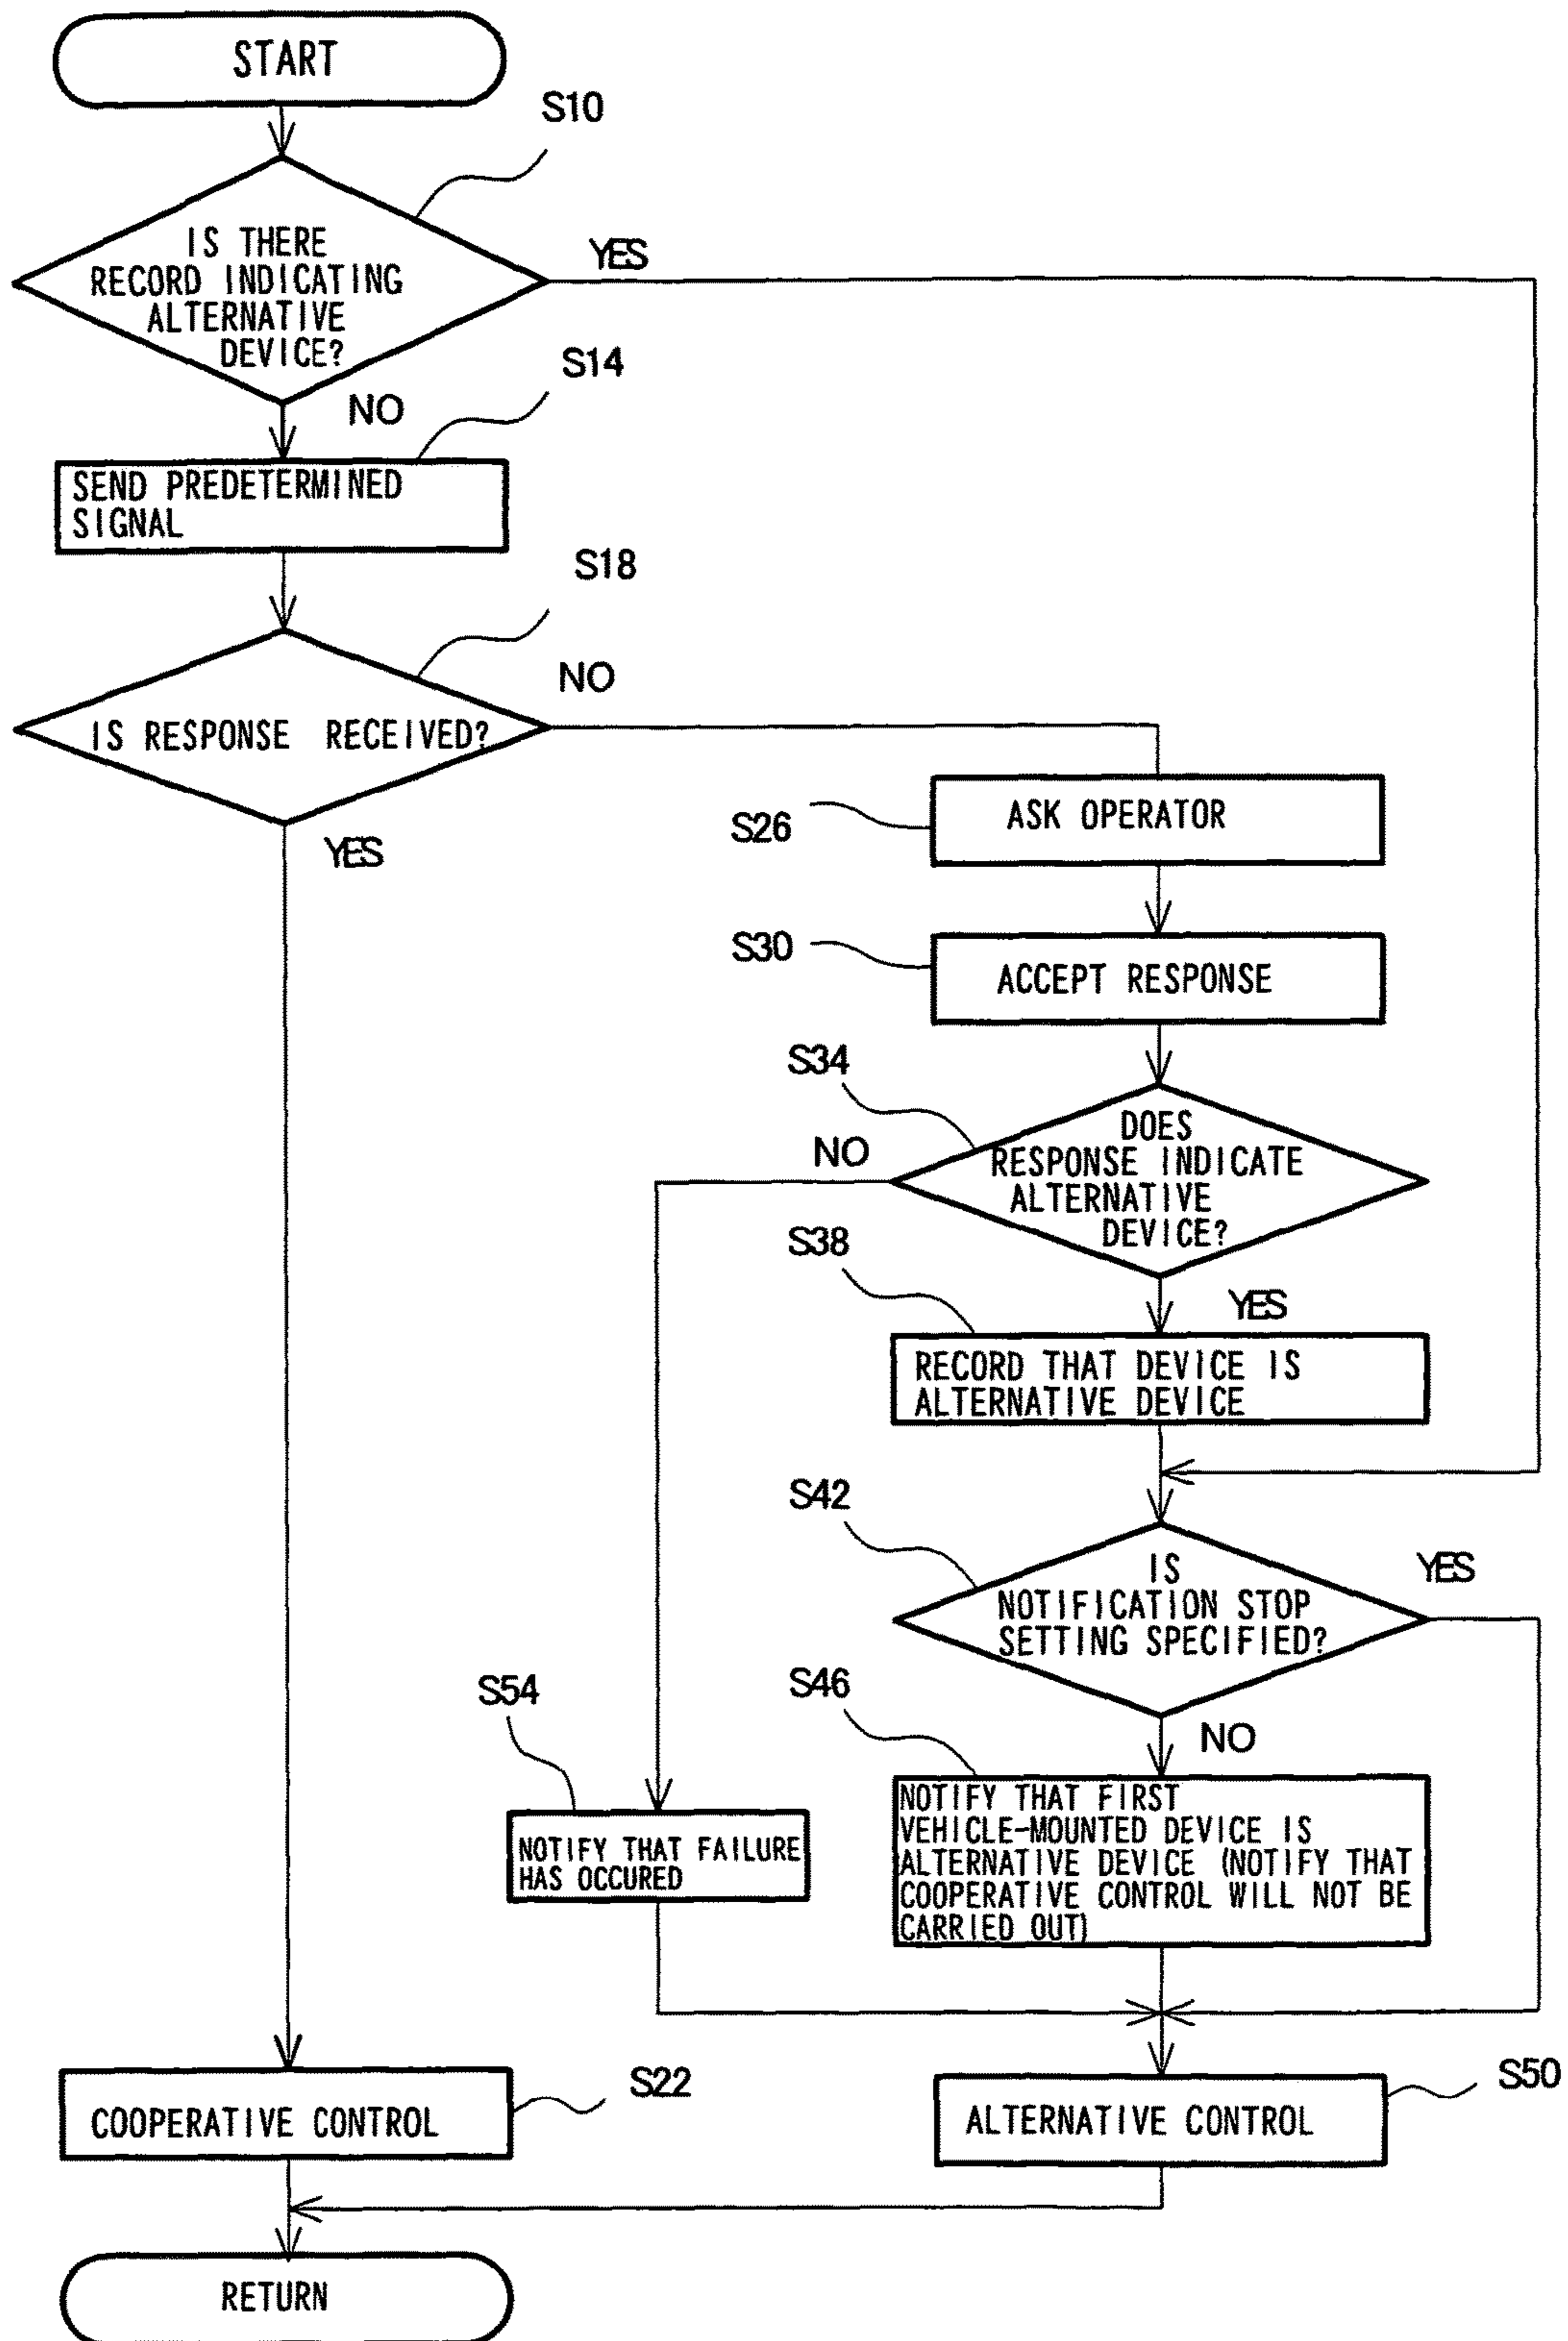 START
S10
IS THERE
RECORD INDICATING
ALTERNATIVE
DEVICE?
YES
NO
S14
SEND PREDETERMINED
SIGNAL
S18
IS RESPONSE RECEIVED?
NO
YES
S26
ASK OPERATOR
S30
ACCEPT RESPONSE
S34
DOES
RESPONSE INDICATE
ALTERNATIVE
DEVICE?
NO
YES
S38
RECORD THAT DEVICE IS
ALTERNATIVE DEVICE
S42
IS
NOTIFICATION STOP
SETTING SPECIFIED?
YES
NO
S46
NOTIFY THAT FIRST
VEHICLE-MOUNTED DEVICE IS
ALTERNATIVE DEVICE (NOTIFY THAT
COOPERATIVE CONTROL WILL NOT BE
CARRIED OUT)
S54
NOTIFY THAT FAILURE
HAS OCCURED
S22
COOPERATIVE CONTROL
S50
ALTERNATIVE CONTROL
RETURN